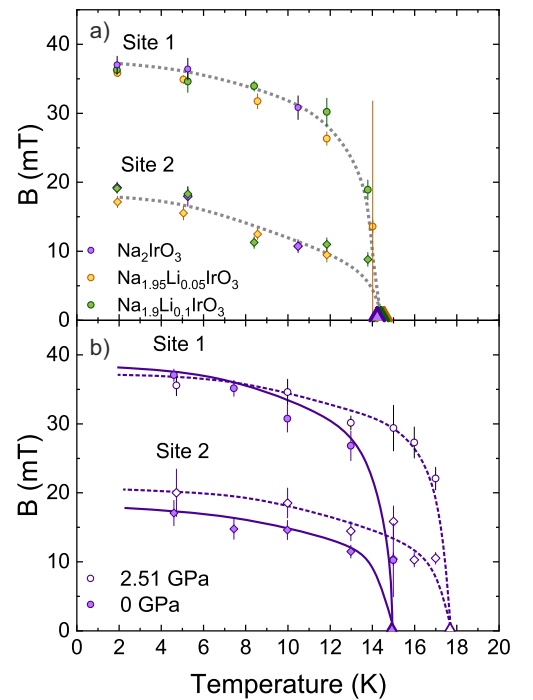 a)
Site 1
Site 2
Na₂IrO₃
Na₁.₉₅Li₀.₀₅IrO₃
Na₁.₉Li₀.₁IrO₃
B (mT)
40
30
20
10
0
b)
Site 1
Site 2
2.51 GPa
0 GPa
B (mT)
40
30
20
10
0
0 2 4 6 8 10 12 14 16 18 20
Temperature (K)